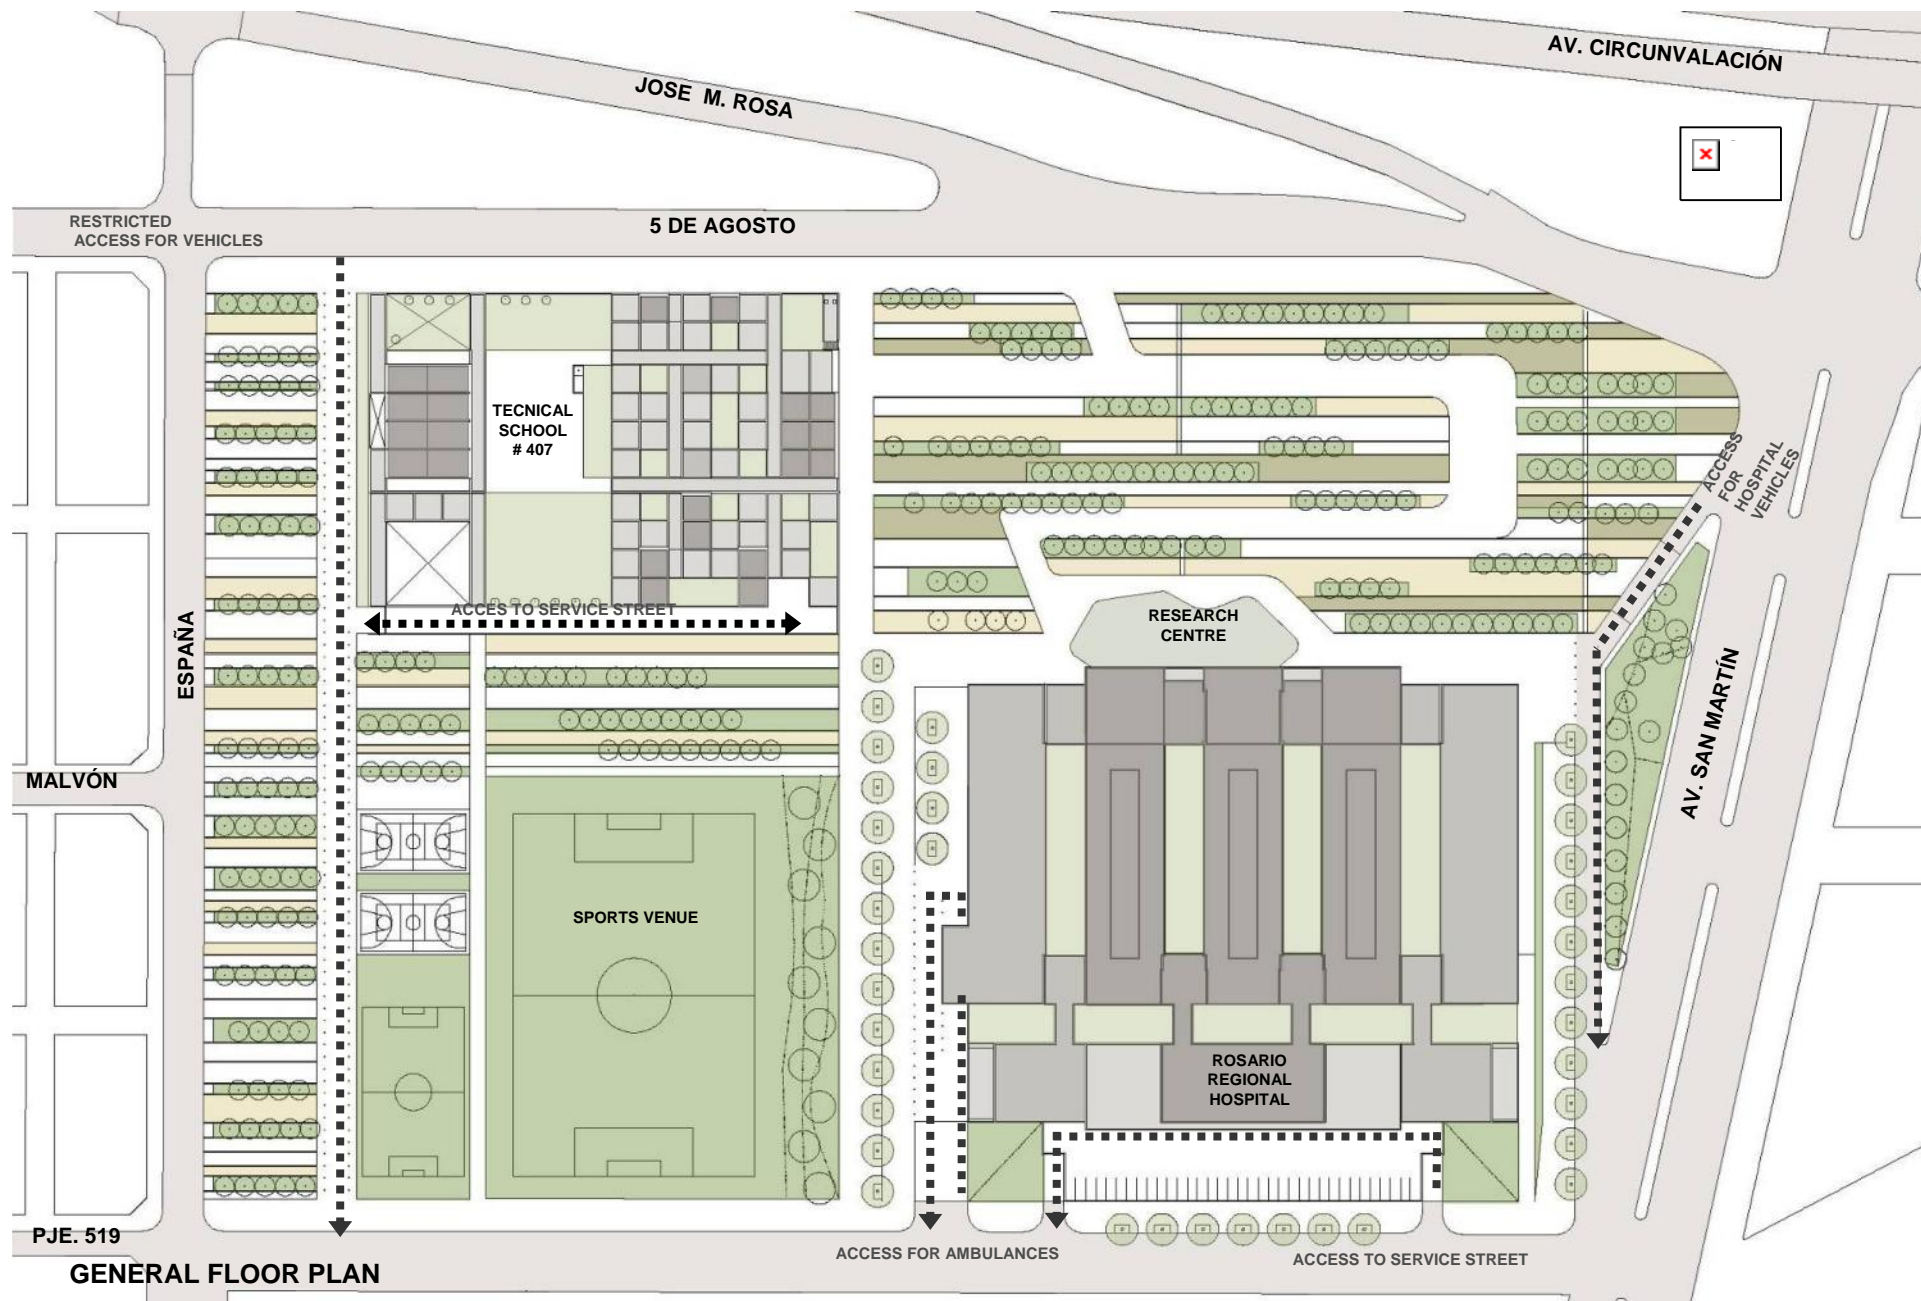 AV. CIRCUNVALACIÓN
JOSE M. ROSA
RESTRICTED
ACCESS FOR VEHICLES
5 DE AGOSTO
TECNICAL
SCHOOL
# 407
ACCESS
FOR
HOSPITAL
VEHICLES
ACCES TO SERVICE STREET
RESEARCH
CENTRE
ESPAÑA
AV. SAN MARTÍN
MALVÓN
SPORTS VENUE
ROSARIO
REGIONAL
HOSPITAL
PJE. 519
ACCESS FOR AMBULANCES
ACCESS TO SERVICE STREET
GENERAL FLOOR PLAN